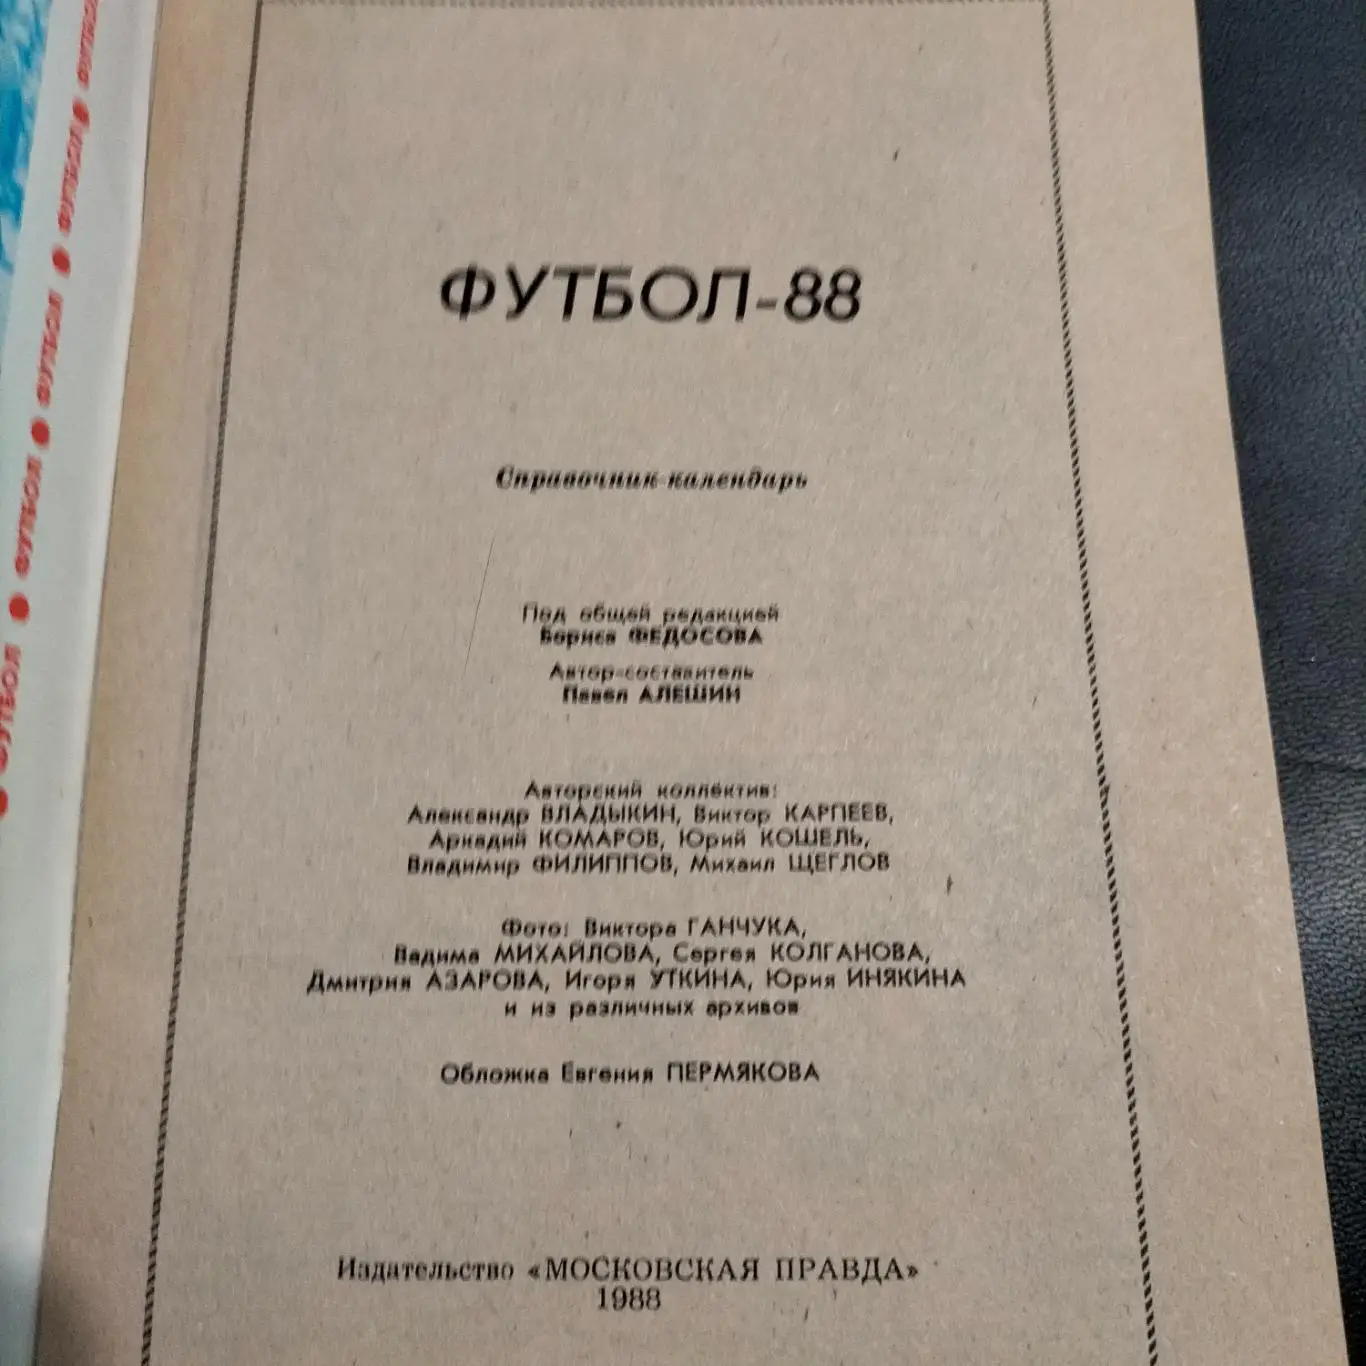 ФУТБОЛ-88
Справочник-календарь
Под общей редакцией
Бориса ФЕДОСОВА
Автор-составитель
Павел АЛЕШИН
Авторский коллектив:
Александр ВЛАДЫКИН, Виктор КАРПЕЕВ,
Аркадий КОМАРОВ, Юрий КОШЕЛЬ,
Владимир ФИЛИППОВ, Михаил ЩЕГЛОВ
Фото: Виктора ГАНЧУКА,
Вадима МИХАЙЛОВА, Сергея КОЛГАНОВА,
Дмитрия АЗАРОВА, Игоря УТКИНА, Юрия ИНЯКИНА
и из различных архивов
Обложка Евгения ПЕРМЯКОВА
Издательство «МОСКОВСКАЯ ПРАВДА»
1988